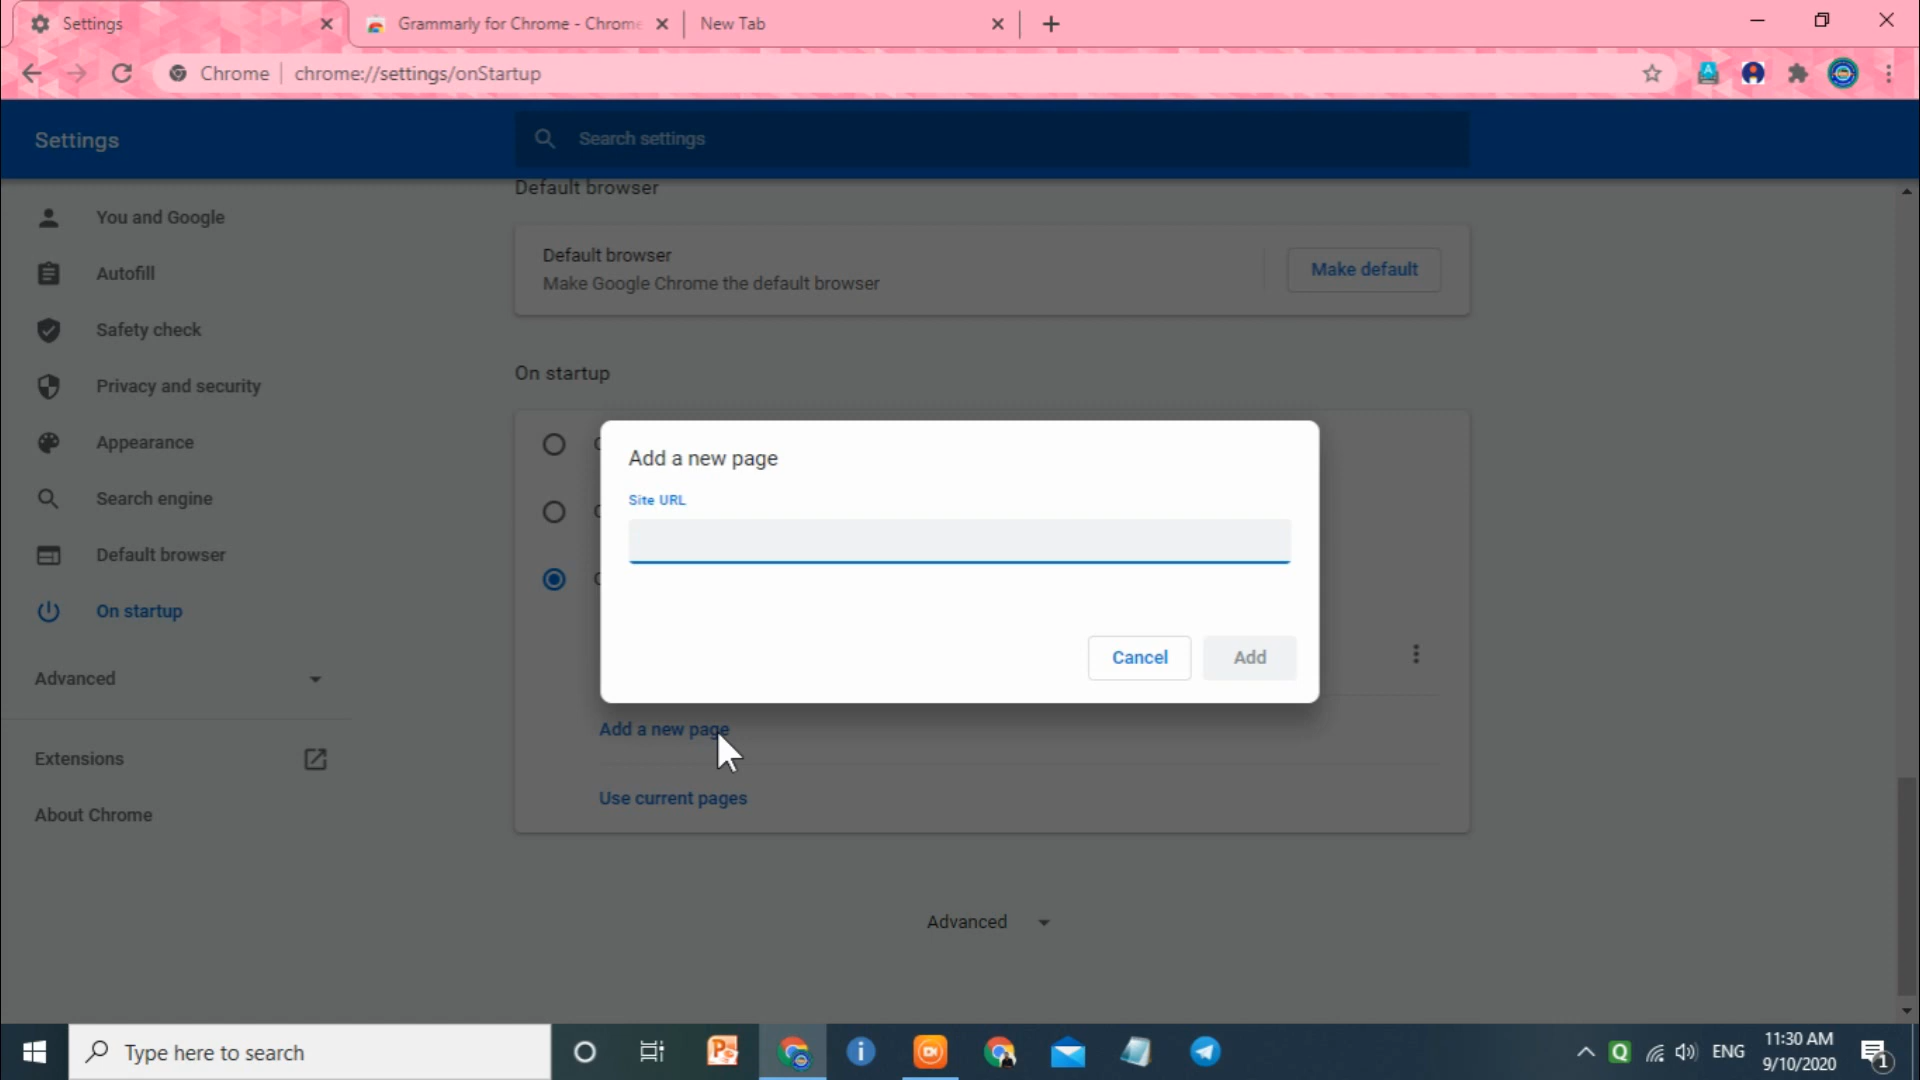 Settings
Grammarly for Chrome - Chrome
New Tab
Chrome
chrome://settings/onStartup
Settings
Search settings
Default browser
You and Google
Autofill
Safety check
Privacy and security
Appearance
Search engine
Default browser
On startup
Advanced
Extensions
About Chrome
Default browser
Make Google Chrome the default browser
Make default
On startup
Add a new page
Site URL
Cancel
Add
Add a new page
Use current pages
Advanced
Type here to search
ENG
11:30 AM
9/10/2020
1